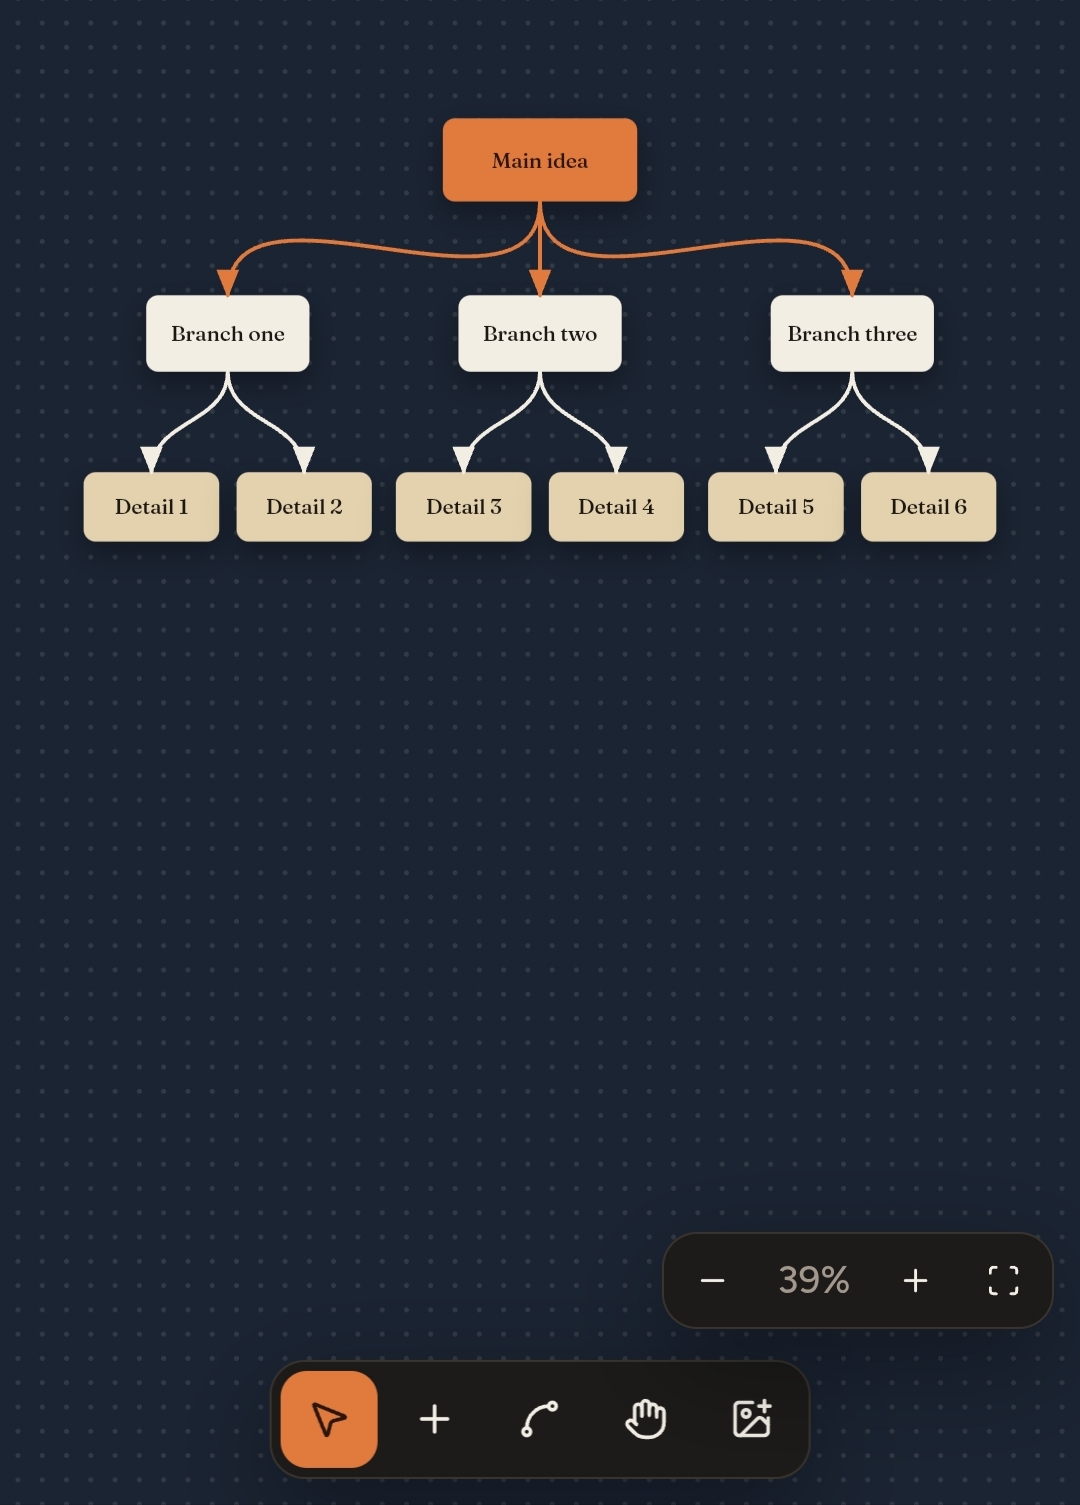 Main idea
Branch one
Branch two
Branch three
Detail 1
Detail 2
Detail 3
Detail 4
Detail 5
Detail 6
39%